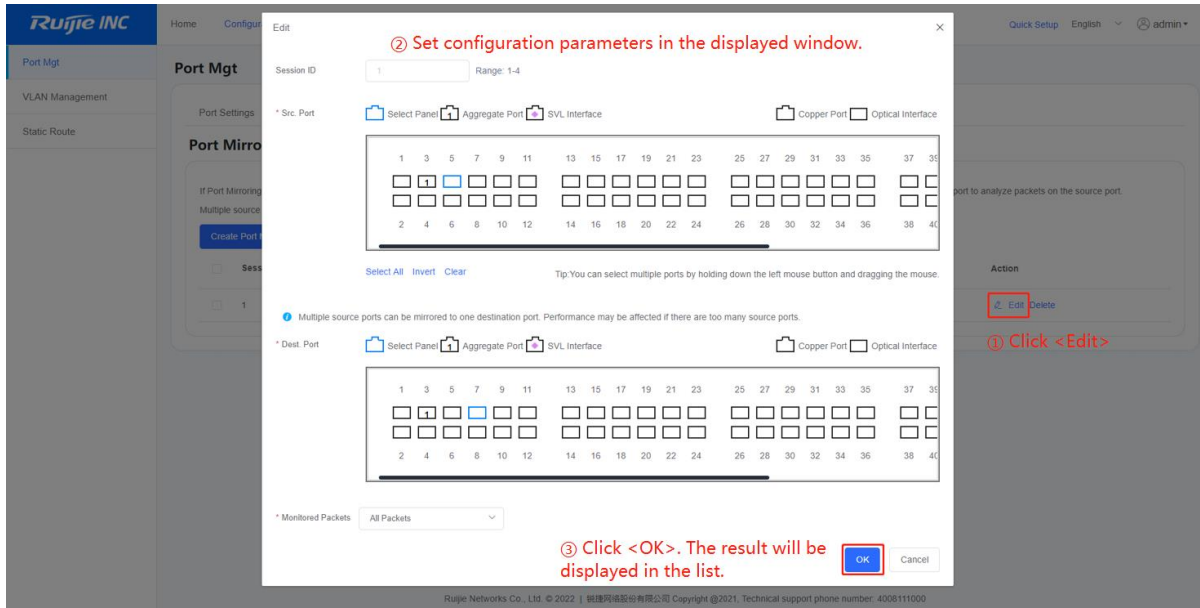 Ruijie INC
Home
Configur
Quick Setup
English
admin
Port Mgt
VLAN Management
Static Route
Port Mgt
Port Settings
Port Mirro
If Port Mirroring
port to analyze packets on the source port.
Multiple source
Create Port
Sess
Action
1
Edit Delete
① Click <Edit>
Edit
② Set configuration parameters in the displayed window.
Session ID
1
Range: 1-4
* Src. Port
Select Panel 1 Aggregate Port SVL Interface
Copper Port Optical Interface
1 3 5 7 9 11 13 15 17 19 21 23 25 27 29 31 33 35 37 39
1
2 4 6 8 10 12 14 16 18 20 22 24 26 28 30 32 34 36 38 40
Select All Invert Clear
Tip:You can select multiple ports by holding down the left mouse button and dragging the mouse.
Multiple source ports can be mirrored to one destination port. Performance may be affected if there are too many source ports.
* Dest. Port
Select Panel 1 Aggregate Port SVL Interface
Copper Port Optical Interface
1 3 5 7 9 11 13 15 17 19 21 23 25 27 29 31 33 35 37 39
1
2 4 6 8 10 12 14 16 18 20 22 24 26 28 30 32 34 36 38 40
* Monitored Packets
All Packets
③ Click <OK>. The result will be
displayed in the list.
OK
Cancel
Ruijie Networks Co., Ltd. © 2022 | 锐捷网络股份有限公司 Copyright @2021, Technical support phone number: 4008111000